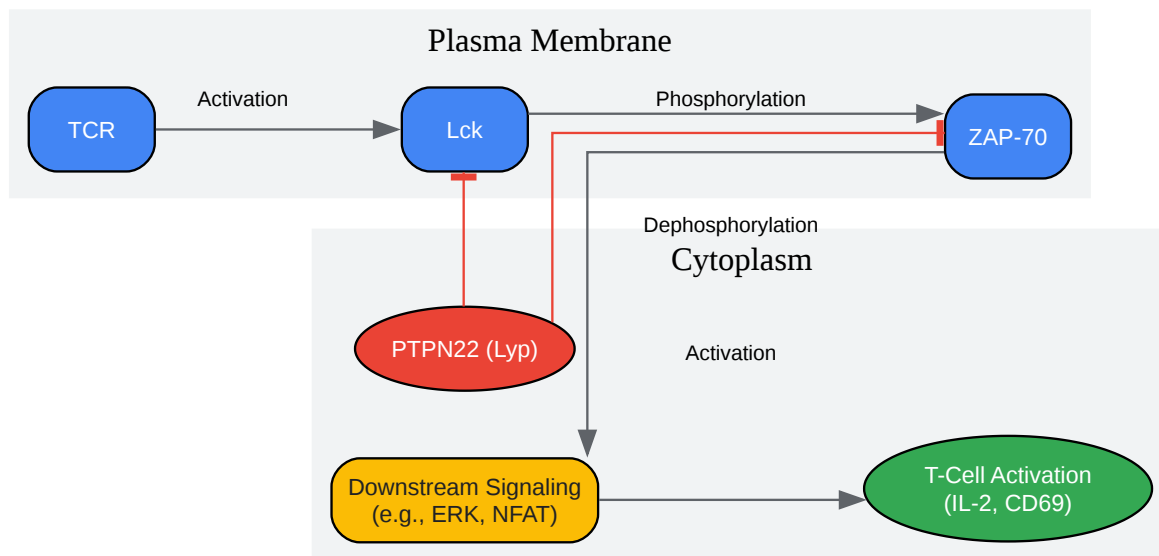 Plasma Membrane
Activation
Phosphorylation
TCR
Lck
ZAP-70
Dephosphorylation
Cytoplasm
PTPN22 (Lyp)
Activation
Downstream Signaling
(e.g., ERK, NFAT)
T-Cell Activation
(IL-2, CD69)